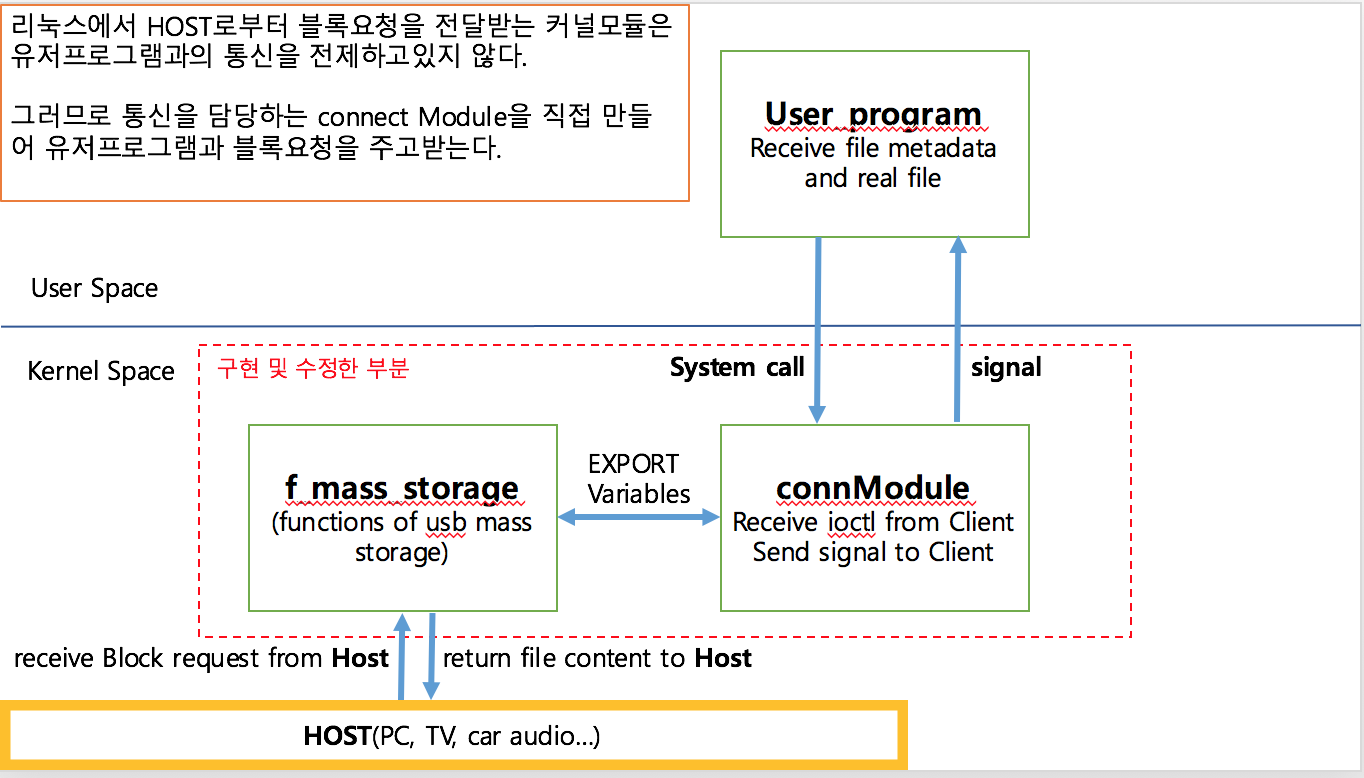 리눅스에서 HOST로부터 블록요청을 전달받는 커널모듈은
유저프로그램과의 통신을 전제하고있지 않다.
그러므로 통신을 담당하는 connect Module을 직접 만들
어 유저프로그램과 블록요청을 주고받는다.
User_program
Receive file metadata
and real file
User Space
Kernel Space
구현 및 수정한 부분
System call
signal
f_mass_storage
(functions of usb mass
storage)
EXPORT
Variables
connModule
Receive ioctl from Client
Send signal to Client
receive Block request from Host
return file content to Host
HOST(PC, TV, car audio...)